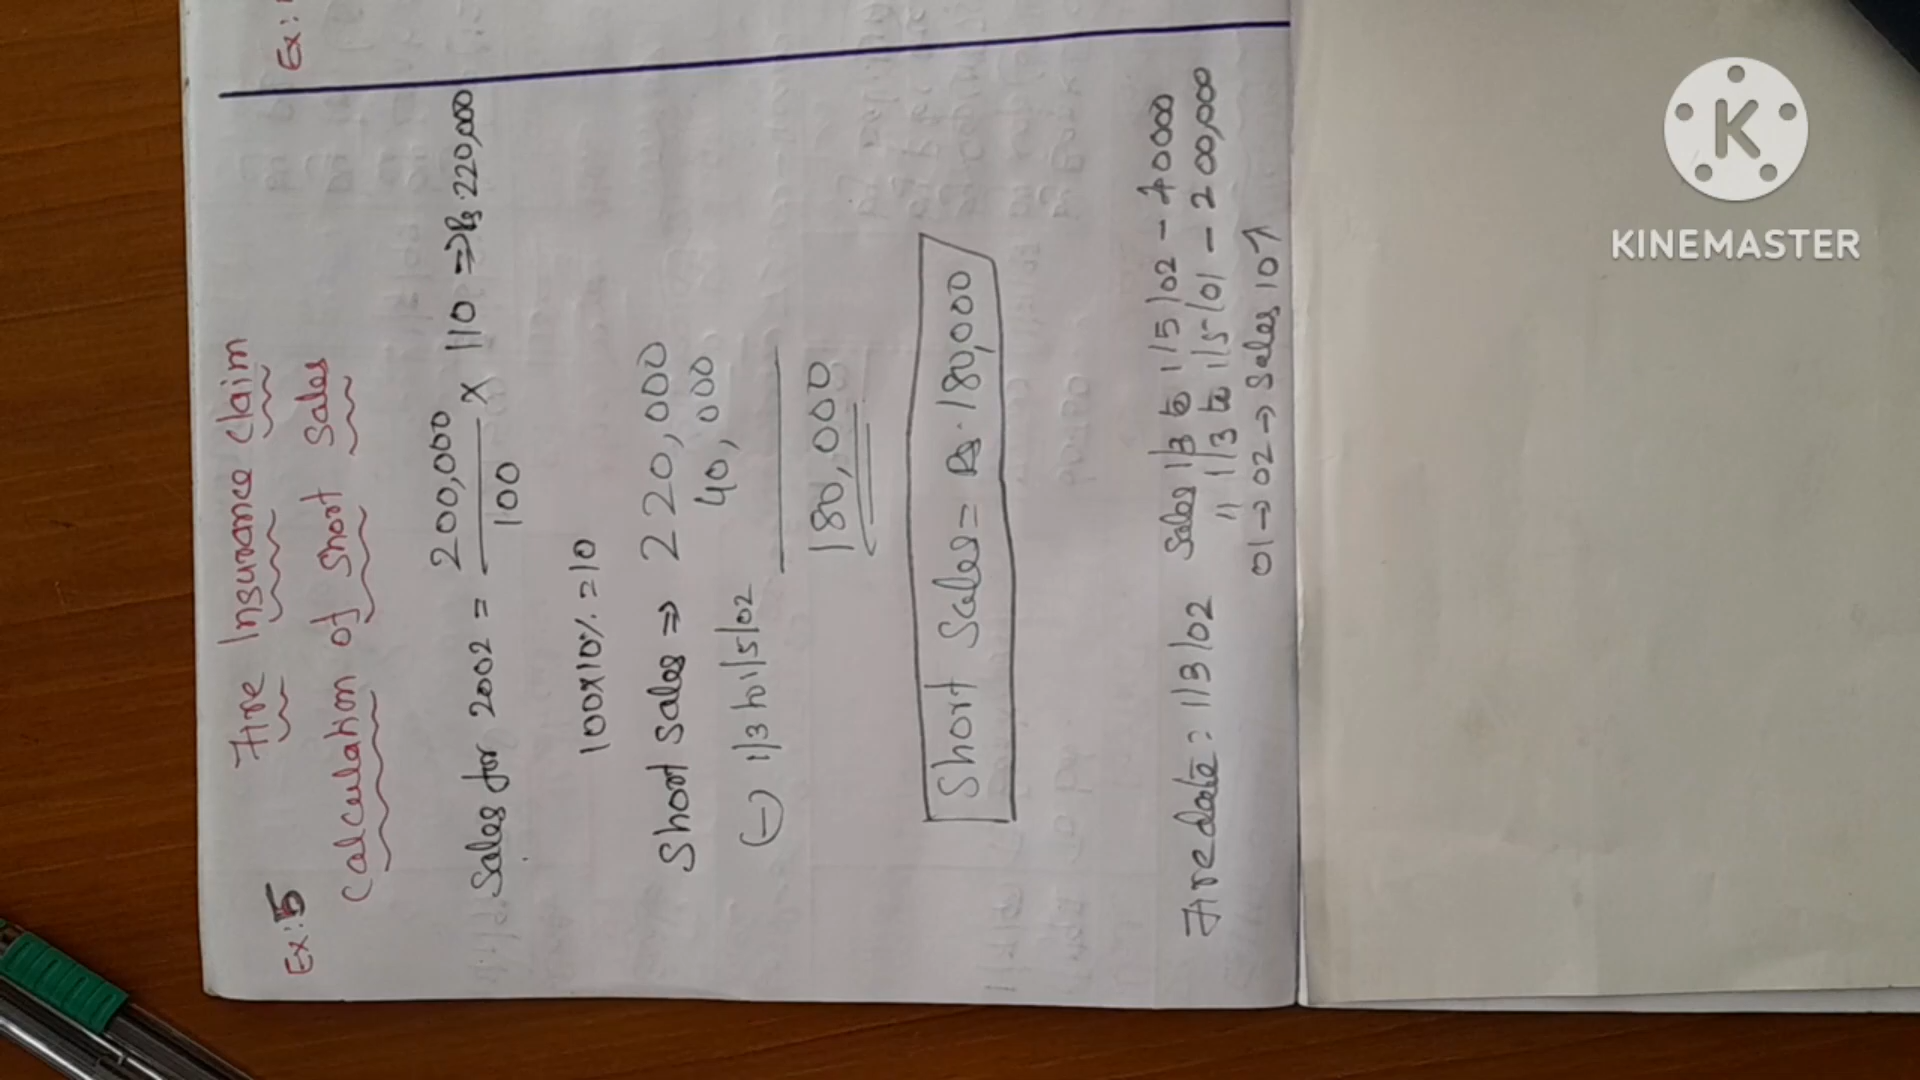 Ex:5 Fire Insurance Claim
Calculation of Short Sales
Sales for 2002 = 200,000 / 100 x 110 => Rs 220,000
100x10% = 10
Short Sales => 220,000
(-) 1/3 to 1/5/02 40,000
180,000
Short Sales = Rs. 180,000
Fire date = 1/3/02 Sales 1/3 to 1/5/02 - 40000
" 1/3 to 1/5/01 - 200,000
01 → 02 → Sales 10↑
Ex:
K
KINEMASTER